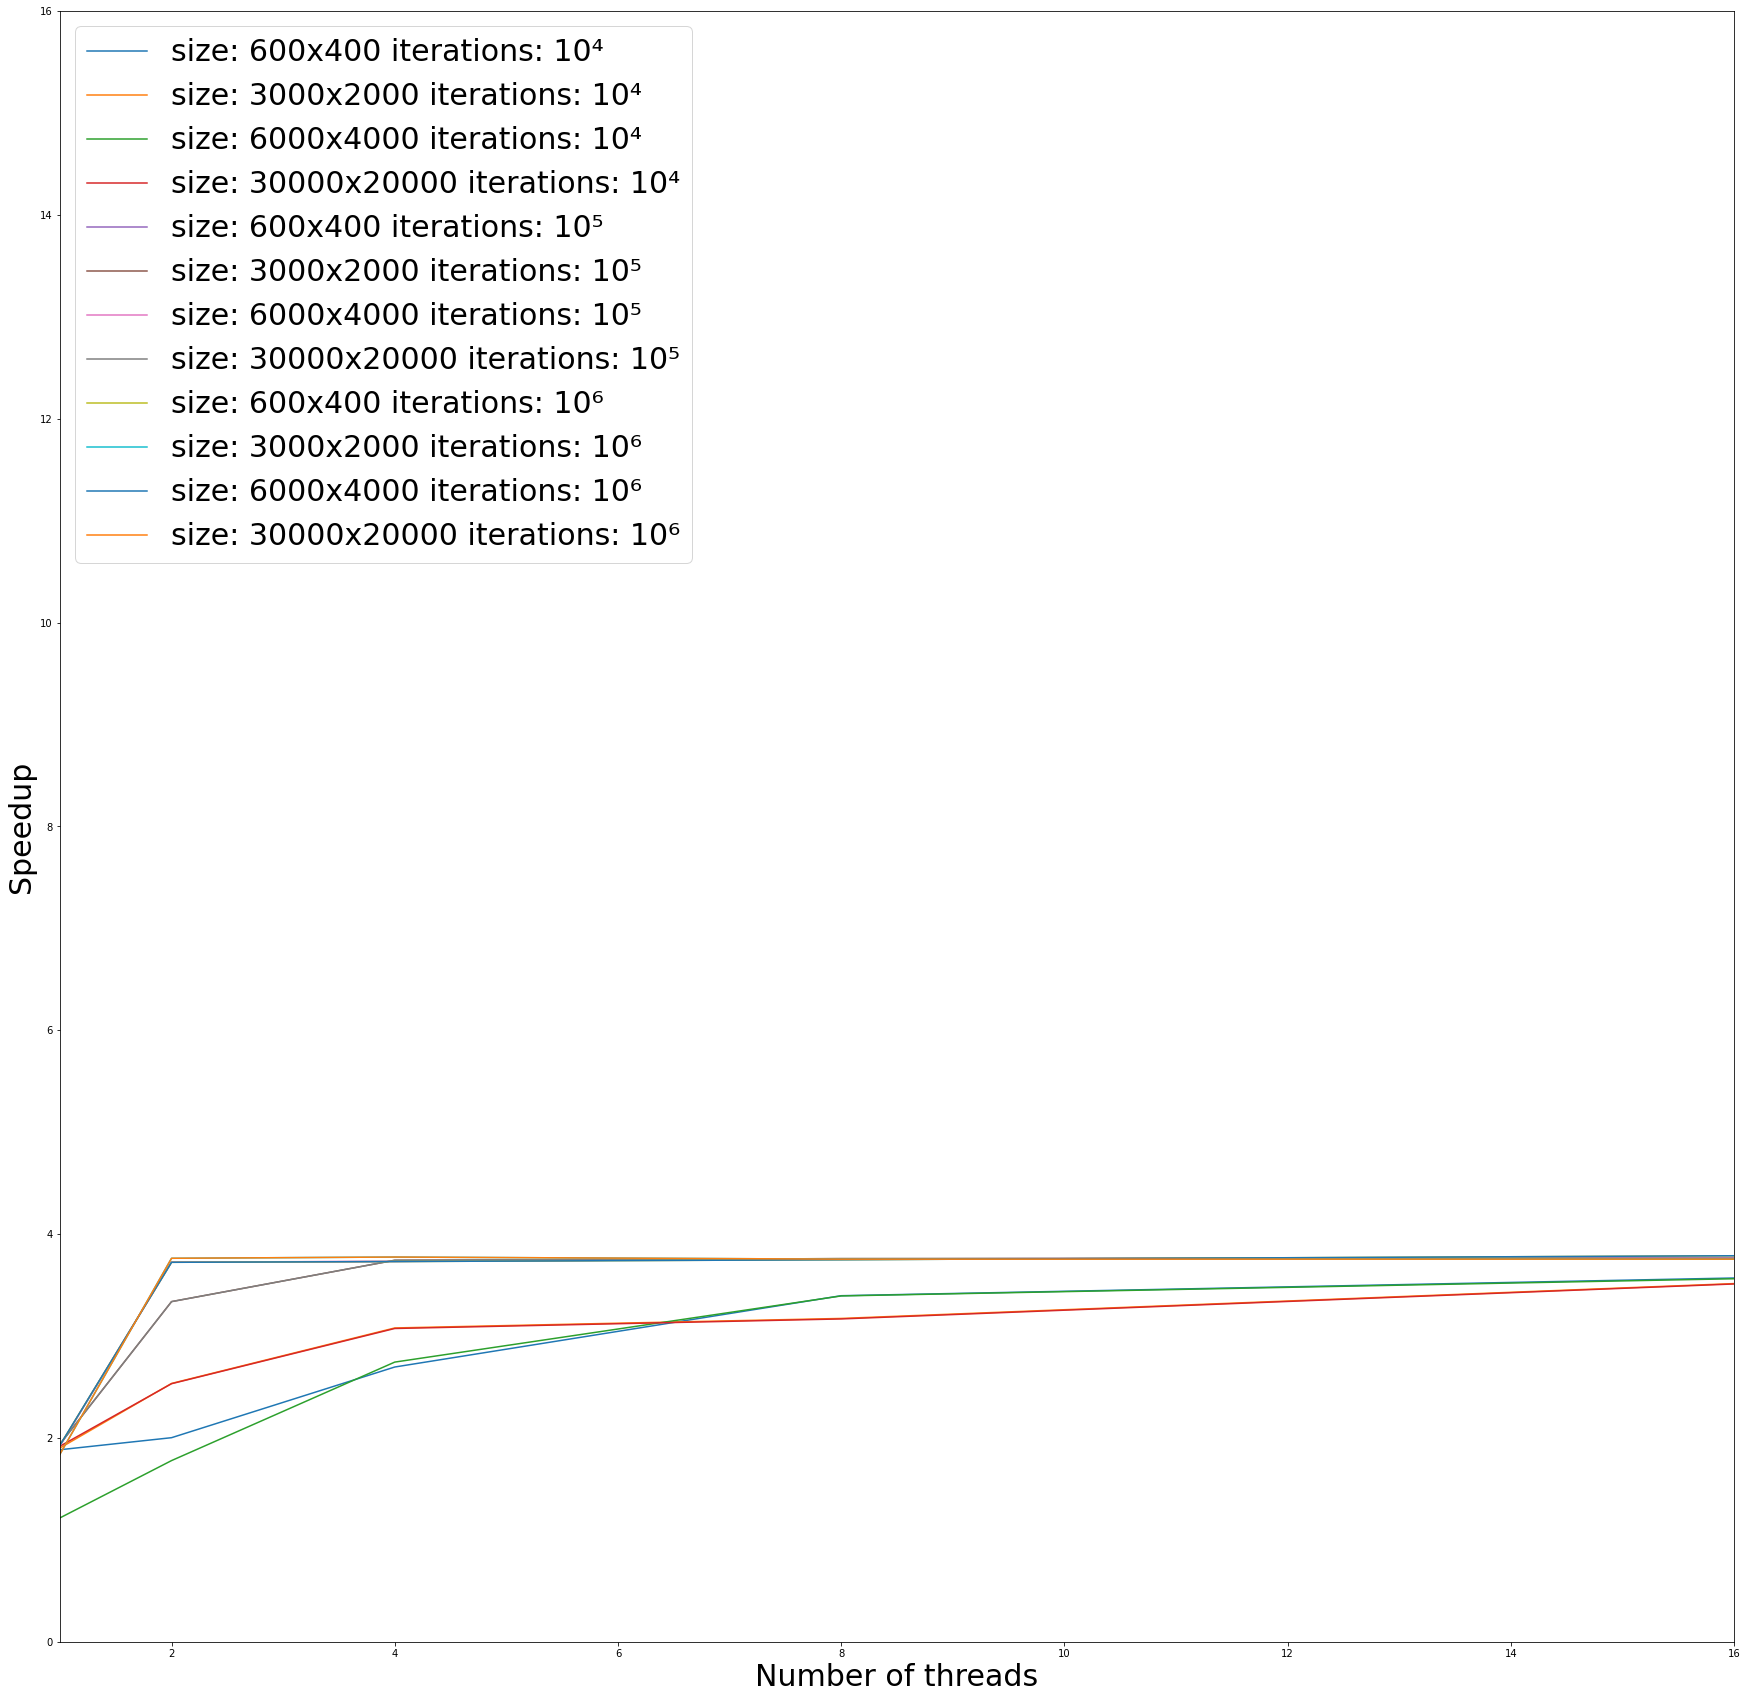 16
size: 600x400 iterations: 10⁴
size: 3000x2000 iterations: 10⁴
size: 6000x4000 iterations: 10⁴
size: 30000x20000 iterations: 10⁴
size: 600x400 iterations: 10⁵
size: 3000x2000 iterations: 10⁵
size: 6000x4000 iterations: 10⁵
size: 30000x20000 iterations: 10⁵
size: 600x400 iterations: 10⁶
size: 3000x2000 iterations: 10⁶
size: 6000x4000 iterations: 10⁶
size: 30000x20000 iterations: 10⁶
14
12
10
8
6
4
2
0
Speedup
2 4 6 8 10 12 14 16
Number of threads